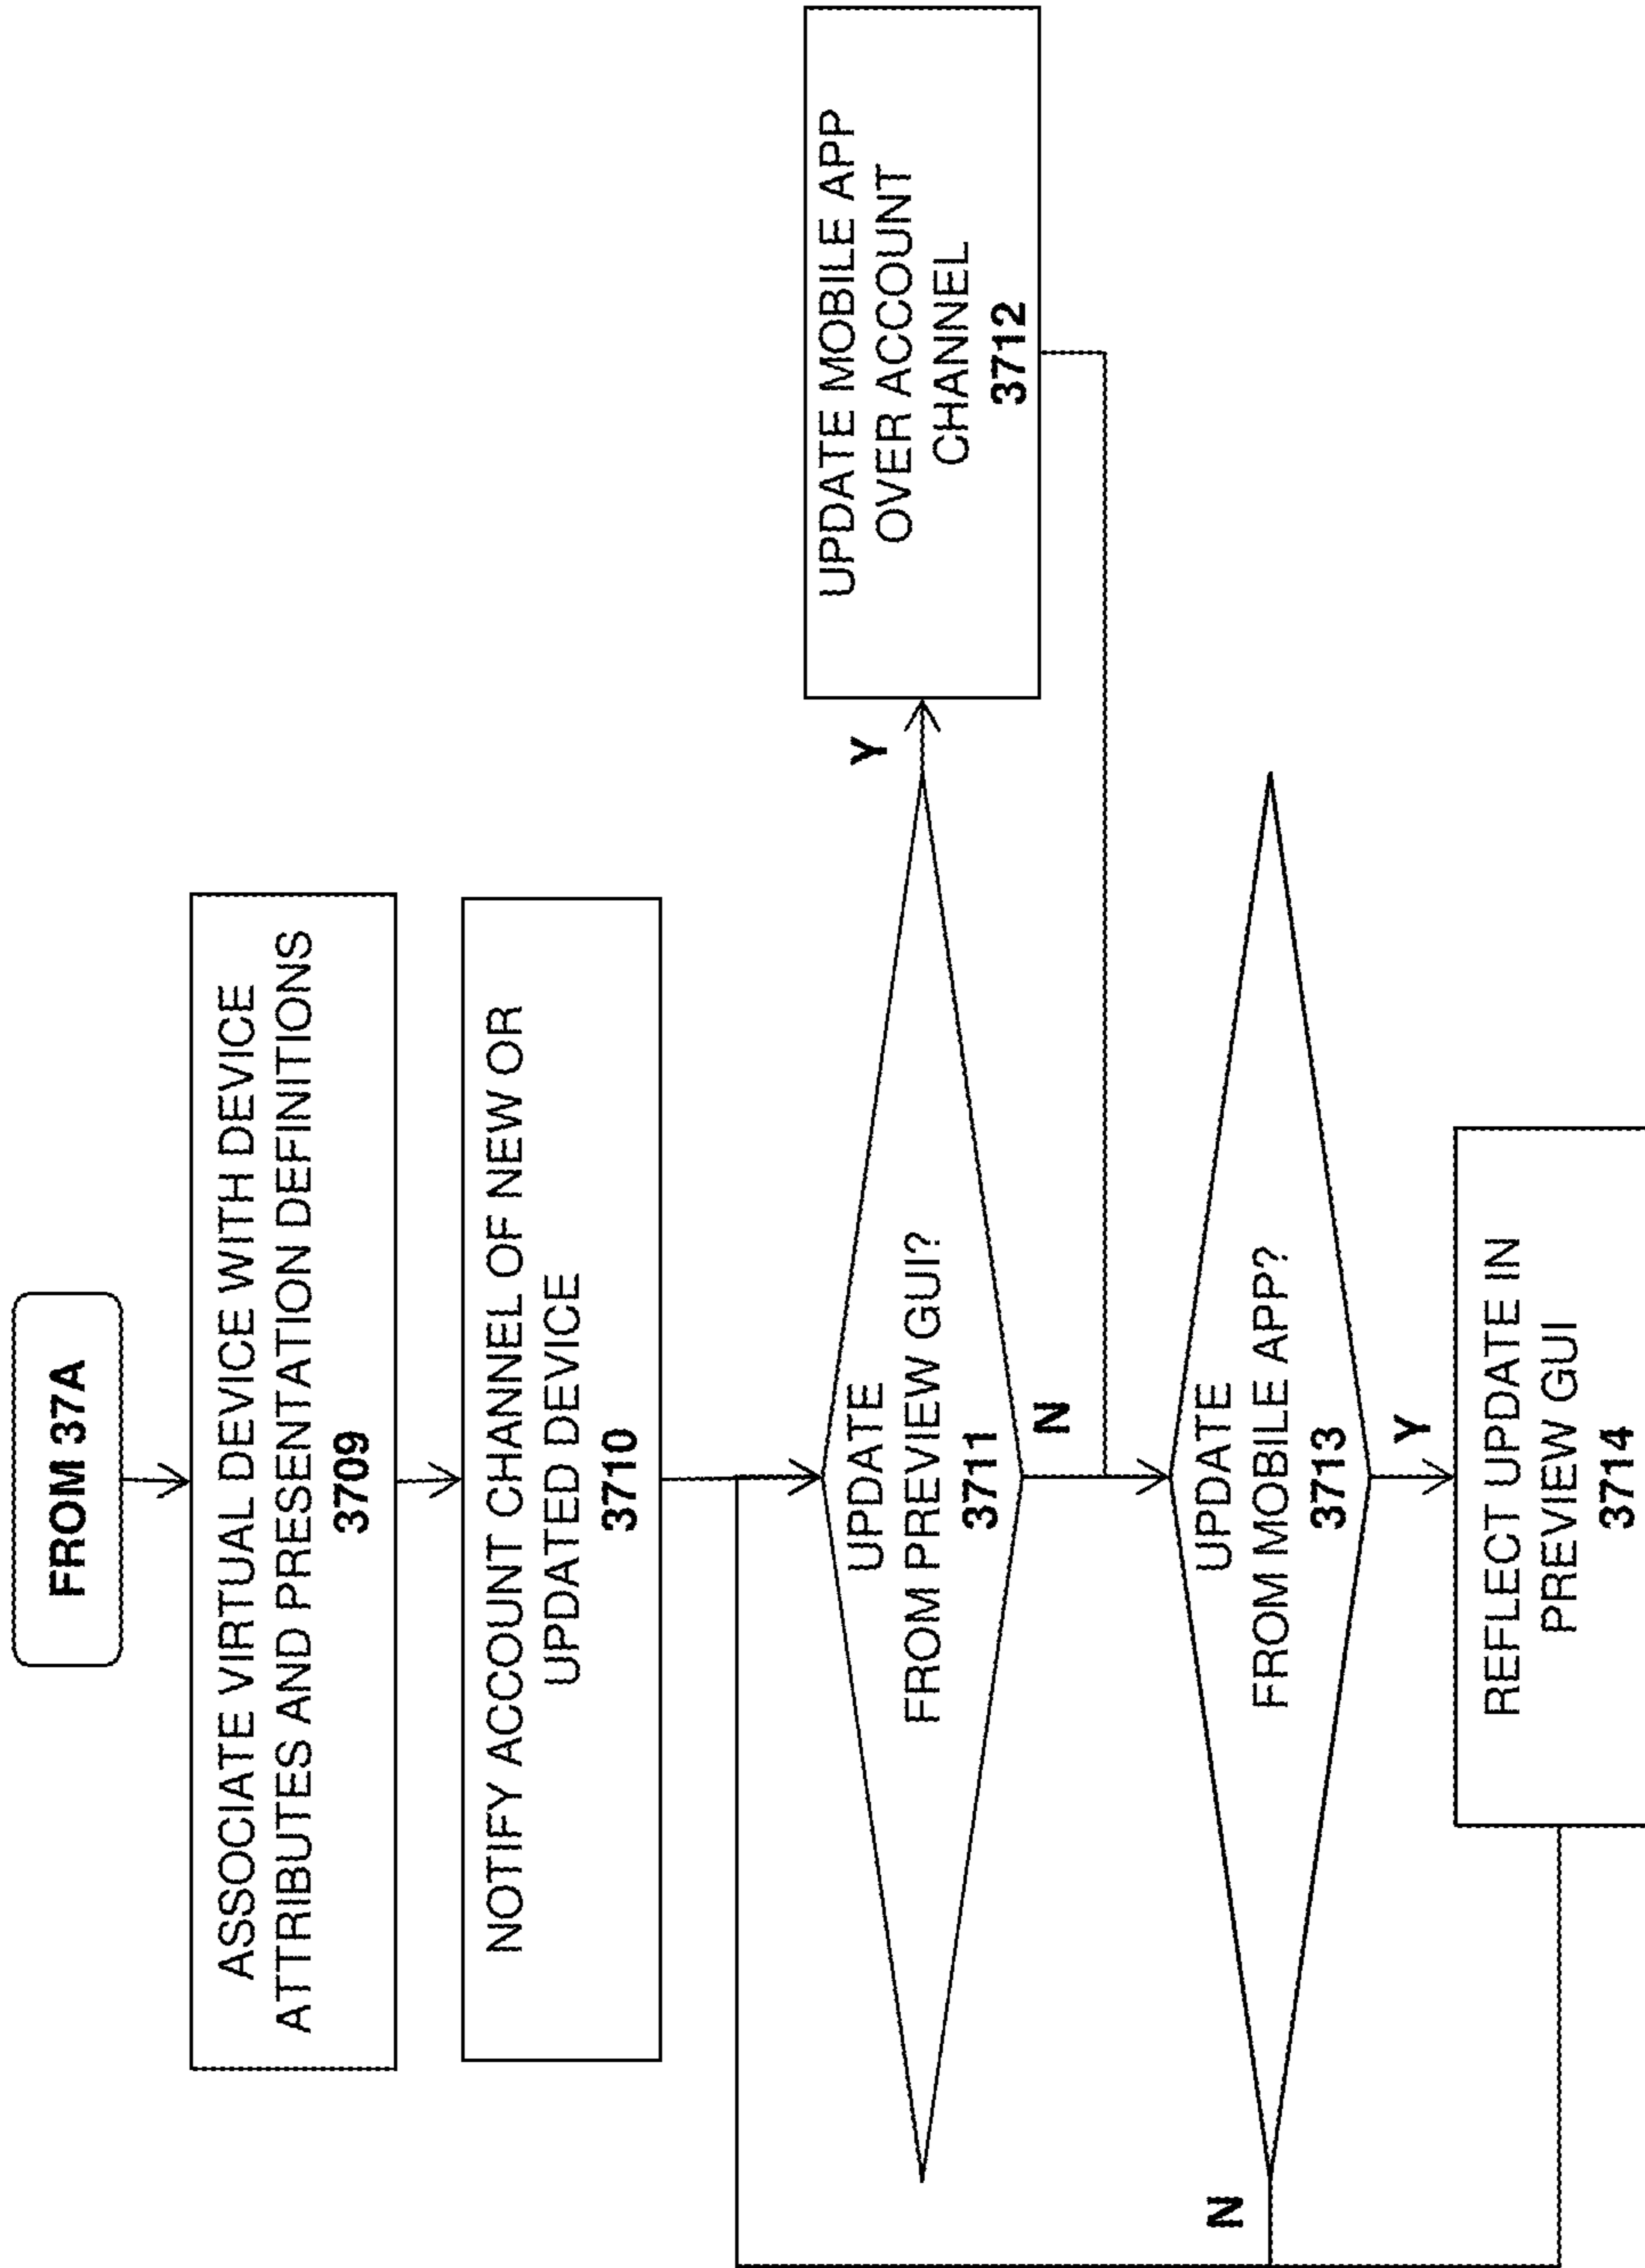 FROM 37A
ASSOCIATE VIRTUAL DEVICE WITH DEVICE
ATTRIBUTES AND PRESENTATION DEFINITIONS
3709
NOTIFY ACCOUNT CHANNEL OF NEW OR
UPDATED DEVICE
3710
UPDATE
FROM PREVIEW GUI?
3711
Y
N
UPDATE MOBILE APP
OVER ACCOUNT
CHANNEL
3712
UPDATE
FROM MOBILE APP?
3713
N
Y
REFLECT UPDATE IN
PREVIEW GUI
3714